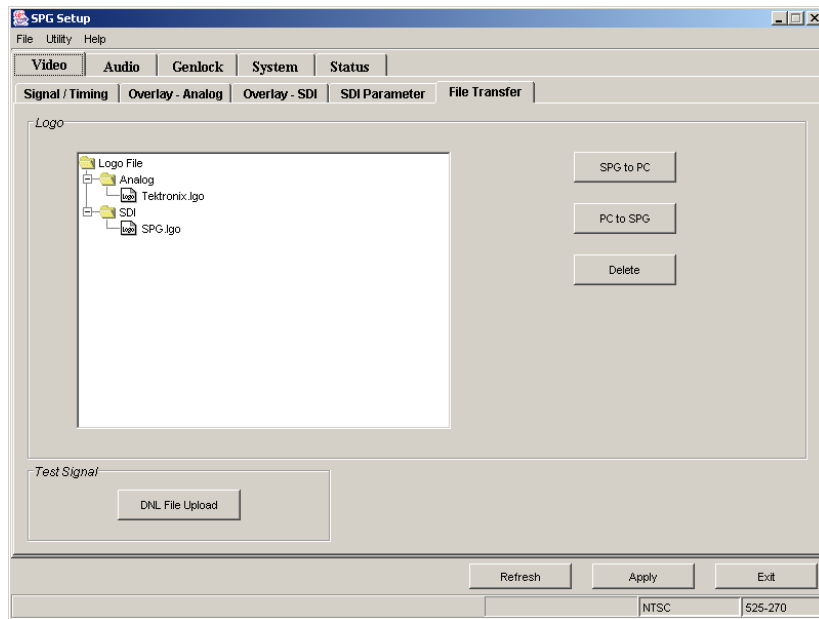 SPG Setup
File Utility Help
Video Audio Genlock System Status
Signal / Timing Overlay - Analog Overlay - SDI SDI Parameter File Transfer
Logo
Logo File
Analog
Logo Tektronix.lgo
SDI
Logo SPG.lgo
SPG to PC
PC to SPG
Delete
Test Signal
DNL File Upload
Refresh Apply Exit
NTSC 525-270